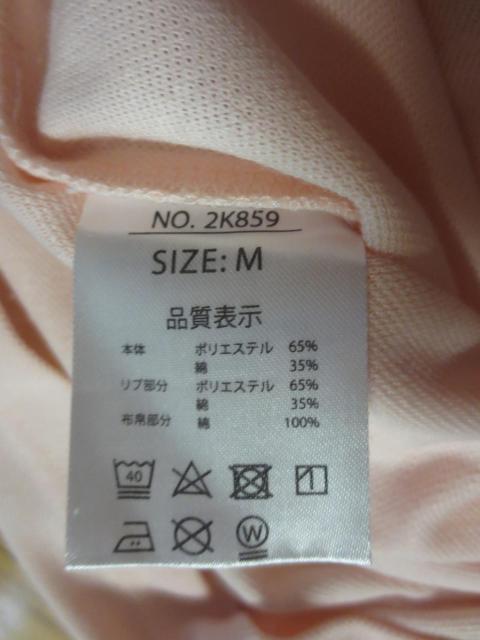 NO. 2K859
SIZE: M
品質表示
本体 ポリエステル 65%
綿 35%
リブ部分 ポリエステル 65%
綿 35%
布帛部分 綿 100%
40
W